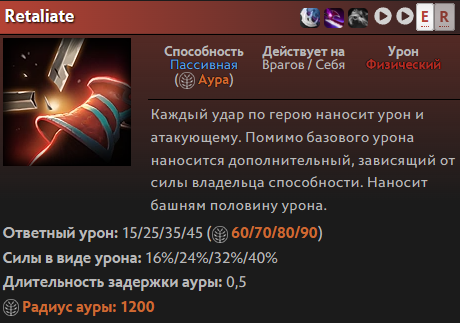 Retaliate
E R
Способность Действует на Урон
Пассивная Врагов / Себя Физический
(Аура)
Каждый удар по герою наносит урон и
атакующему. Помимо базового урона
наносится дополнительный, зависящий от
силы владельца способности. Наносит
башням половину урона.
Ответный урон: 15/25/35/45 (60/70/80/90)
Силы в виде урона: 16%/24%/32%/40%
Длительность задержки ауры: 0,5
Радиус ауры: 1200